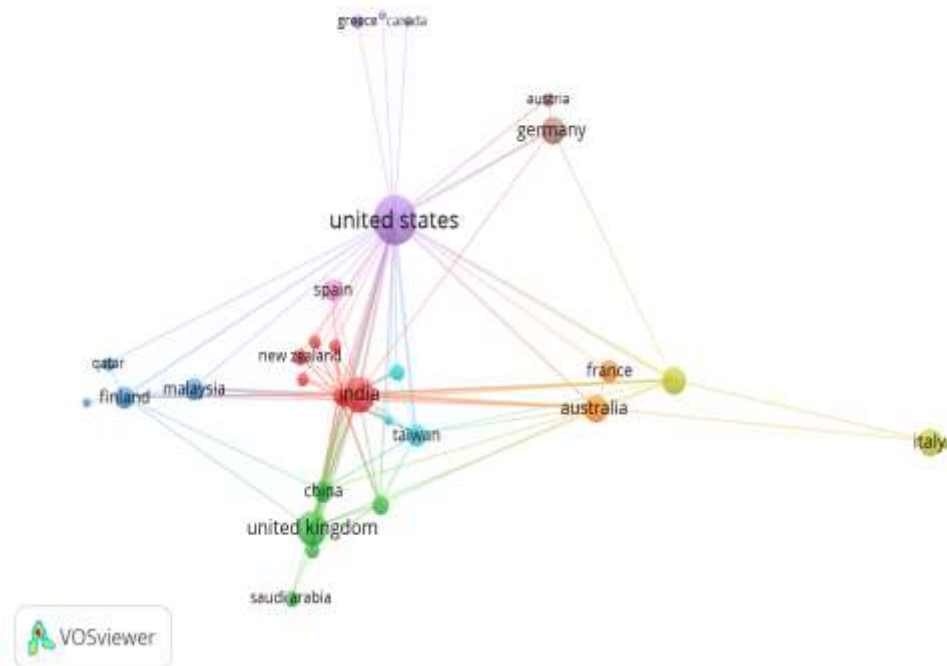 greece canada
austria
germany
united states
spain
new zealand
qatar
france
malaysia
finland
india
australia
taiwan
italy
china
united kingdom
saudi arabia
VOSviewer